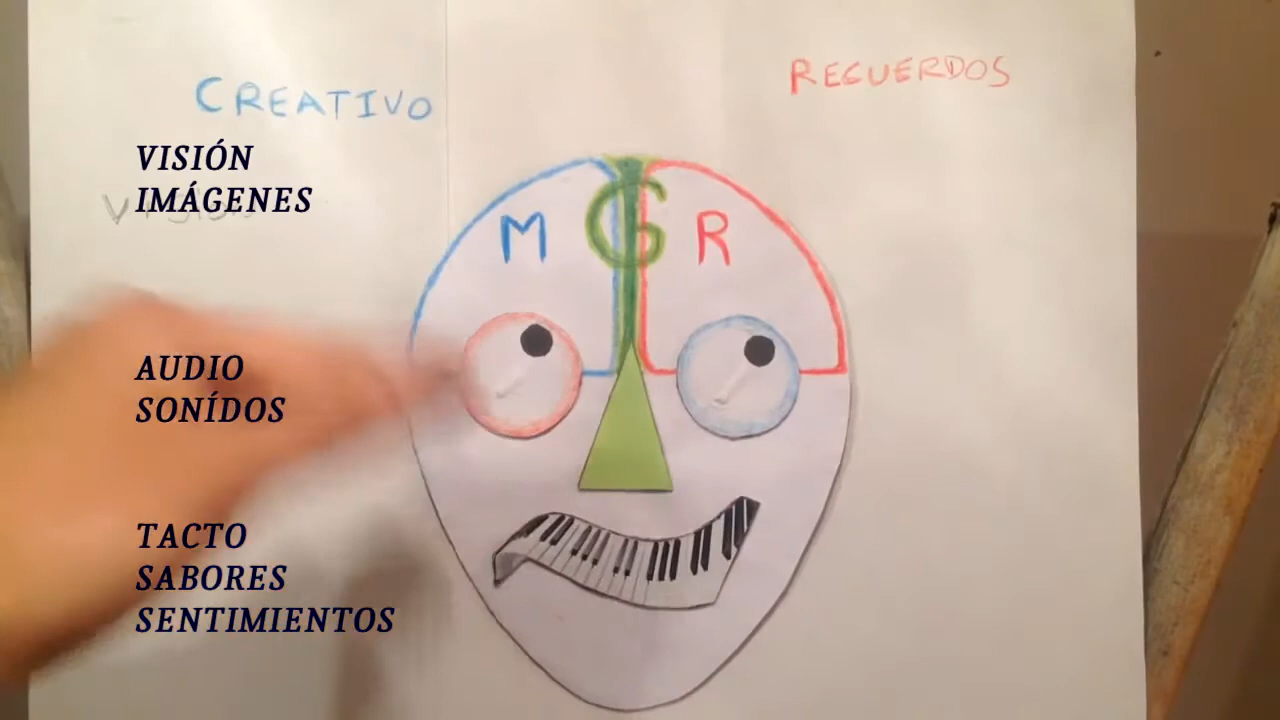 CREATIVO
RECUERDOS
VISIÓN
IMÁGENES
M G R
AUDIO
SONÍDOS
TACTO
SABORES
SENTIMIENTOS